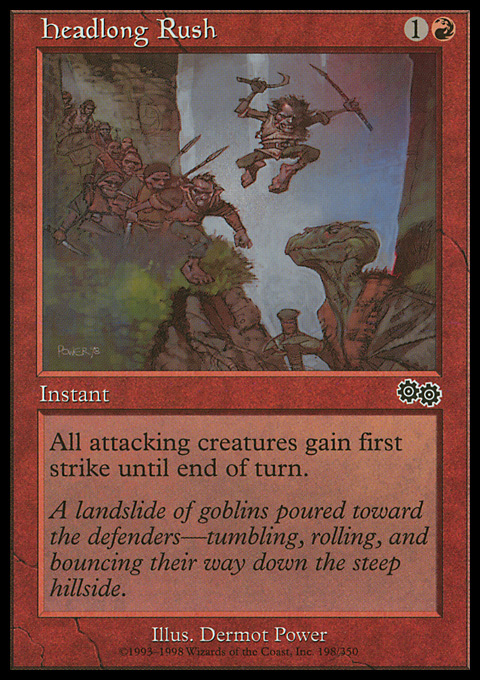 Headlong Rush 1
POWER98
Instant
All attacking creatures gain first
strike until end of turn.
A landslide of goblins poured toward
the defenders—tumbling, rolling, and
bouncing their way down the steep
hillside.
Illus. Dermot Power
©1993–1998 Wizards of the Coast, Inc. 198/350